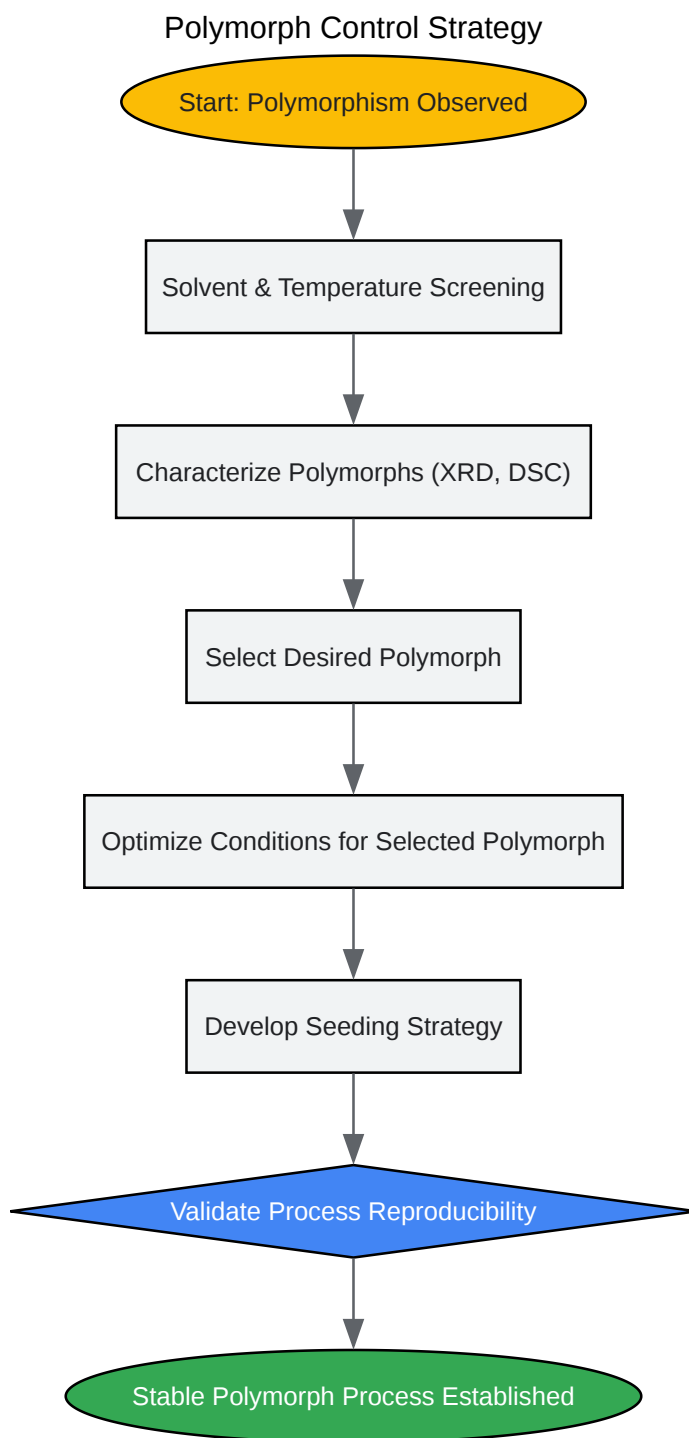 Polymorph Control Strategy
Start: Polymorphism Observed
Solvent & Temperature Screening
Characterize Polymorphs (XRD, DSC)
Select Desired Polymorph
Optimize Conditions for Selected Polymorph
Develop Seeding Strategy
Validate Process Reproducibility
Stable Polymorph Process Established